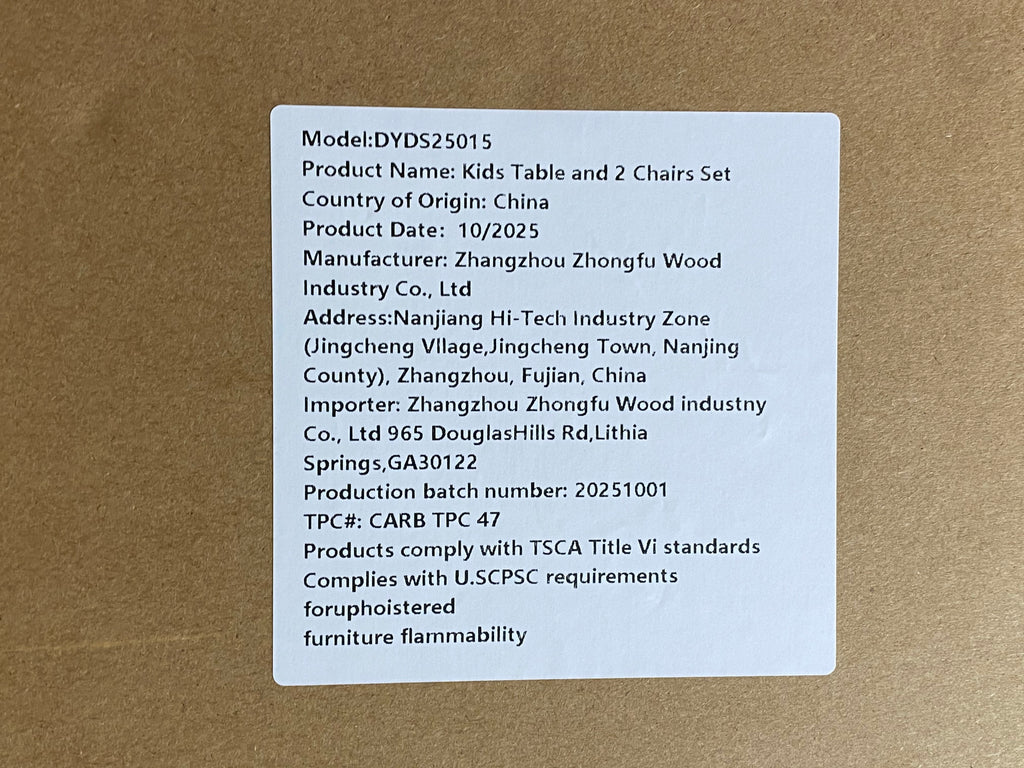 Model:DYDS25015
Product Name: Kids Table and 2 Chairs Set
Country of Origin: China
Product Date:  10/2025
Manufacturer: Zhangzhou Zhongfu Wood
Industry Co., Ltd
Address:Nanjiang Hi-Tech Industry Zone
(Jingcheng Vllage,Jingcheng Town, Nanjing
County), Zhangzhou, Fujian, China
Importer: Zhangzhou Zhongfu Wood industny
Co., Ltd 965 DouglasHills Rd,Lithia
Springs,GA30122
Production batch number: 20251001
TPC#: CARB TPC 47
Products comply with TSCA Title Vi standards
Complies with U.SCPSC requirements
foruphoistered
furniture flammability